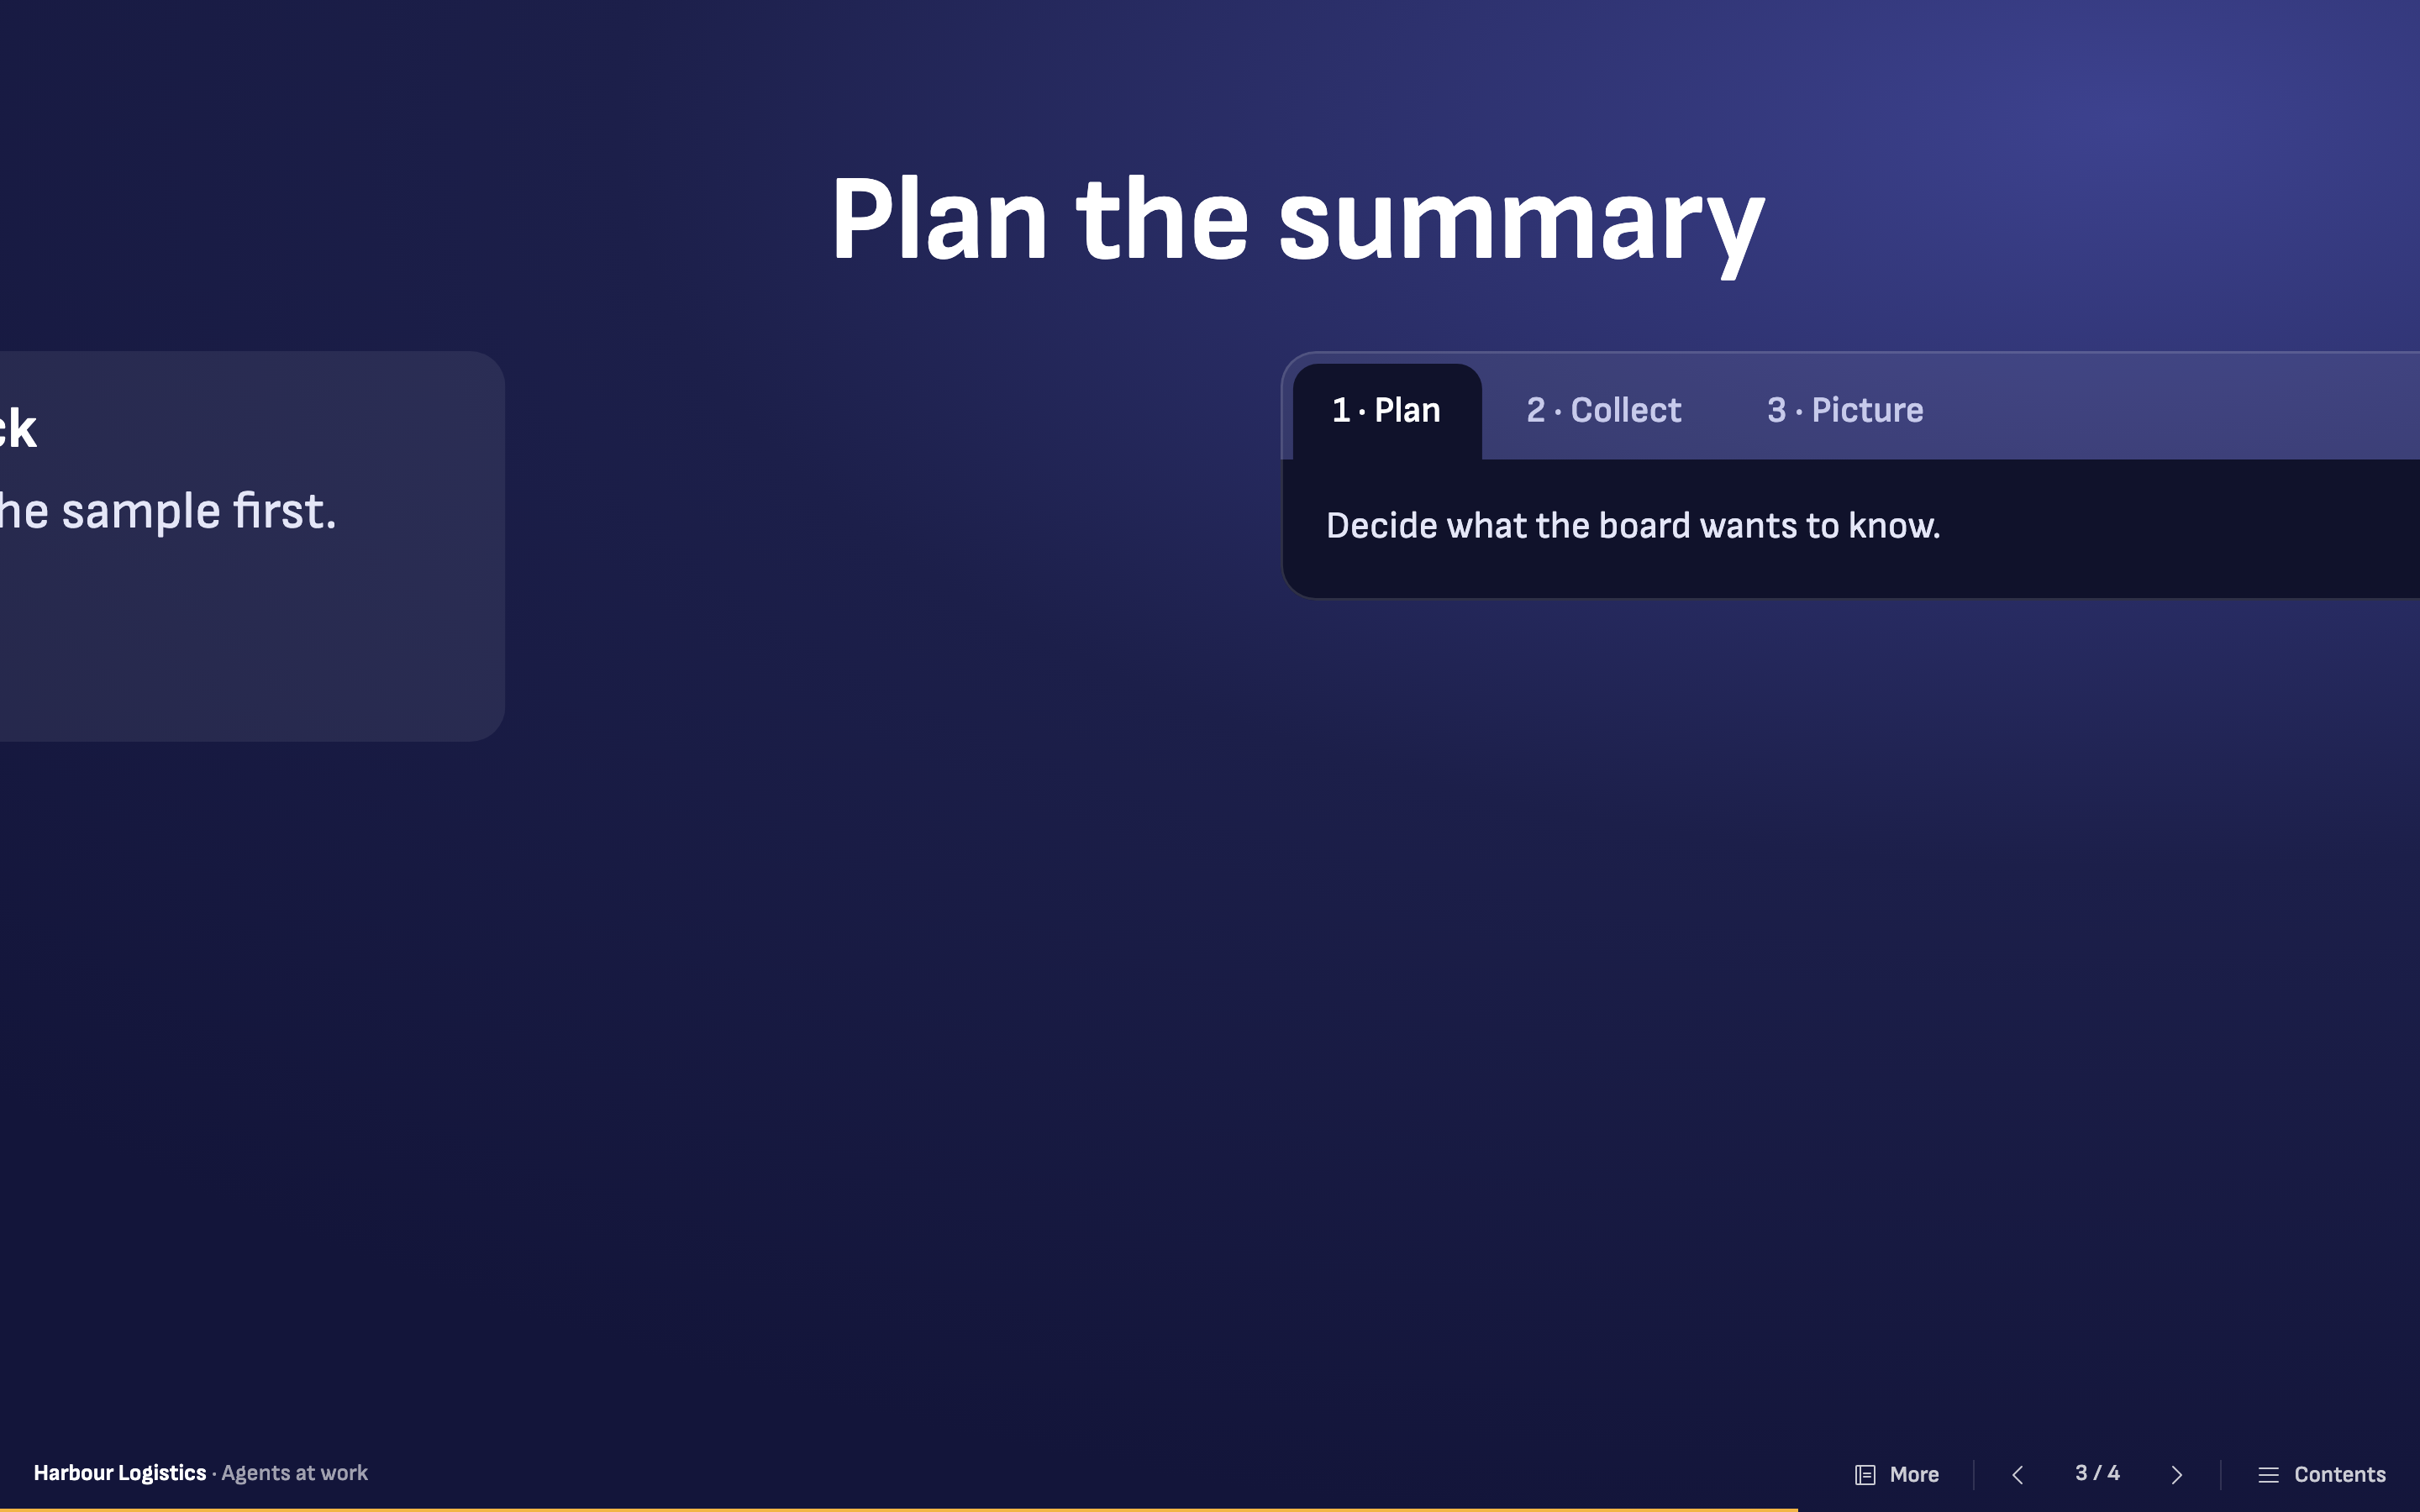 Plan the summary
ck
he sample first.
1 · Plan
2 · Collect
3 · Picture
Decide what the board wants to know.
Harbour Logistics · Agents at work
More
3 / 4
Contents